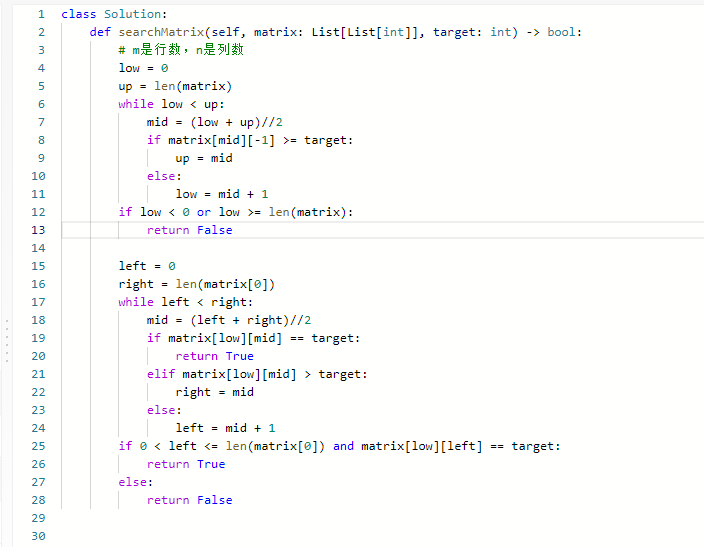 1 class Solution:
2     def searchMatrix(self, matrix: List[List[int]], target: int) -> bool:
3         # m是行数，n是列数
4         low = 0
5         up = len(matrix)
6         while low < up:
7             mid = (low + up)//2
8             if matrix[mid][-1] >= target:
9                 up = mid
10             else:
11                 low = mid + 1
12         if low < 0 or low >= len(matrix):
13             return False
14
15         left = 0
16         right = len(matrix[0])
17         while left < right:
18             mid = (left + right)//2
19             if matrix[low][mid] == target:
20                 return True
21             elif matrix[low][mid] > target:
22                 right = mid
23             else:
24                 left = mid + 1
25         if 0 < left <= len(matrix[0]) and matrix[low][left] == target:
26             return True
27         else:
28             return False
29
30